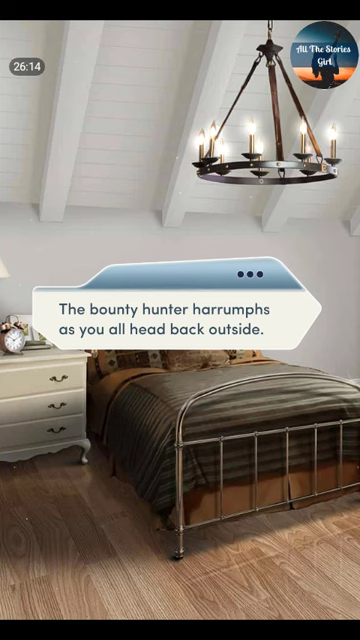 All The Stories
Girl
26:14
The bounty hunter harrumphs
as you all head back outside.